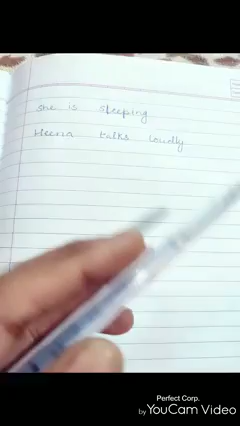 she is sleeping
Heena talks loudly
Perfect Corp.
by YouCam Video